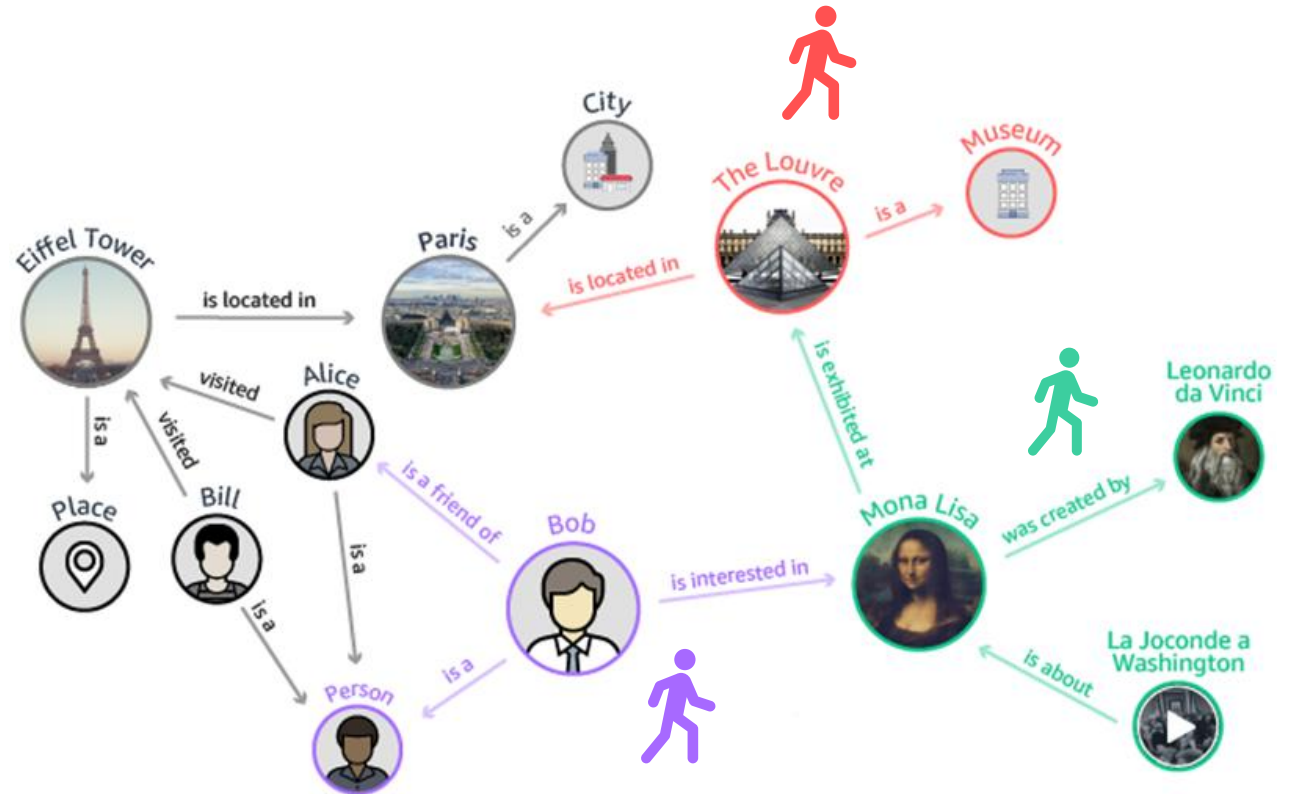 City
Museum
The Louvre
is a
is a
Eiffel Tower
Paris
is located in
is located in
Leonardo
da Vinci
is exhibited at
Alice
visited
visited
is a
was created by
Mona Lisa
is a friend of
Place
Bill
Bob
is a
is interested in
is a
La Joconde a
Washington
is about
is a
Person